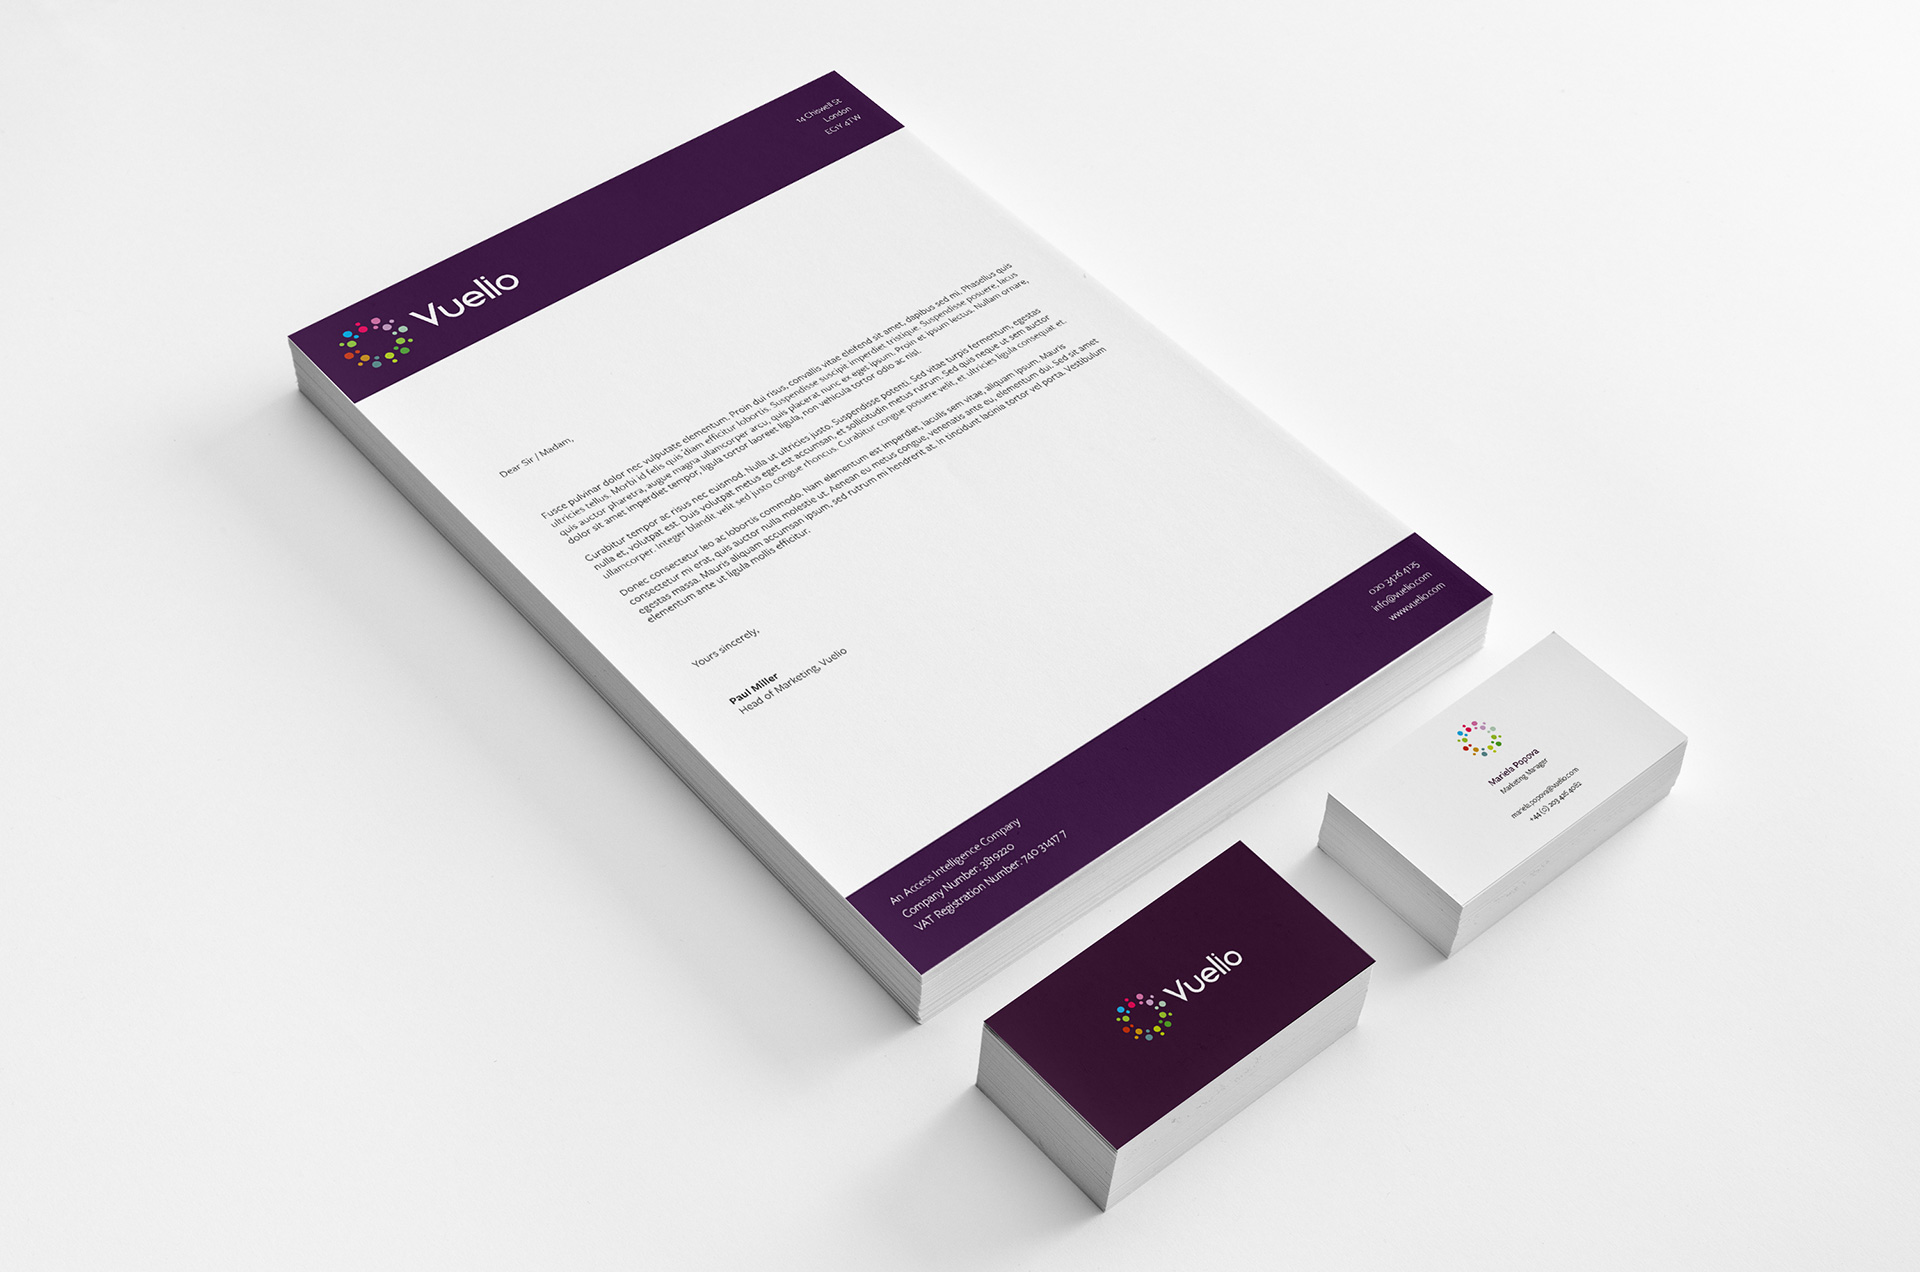 14 Chiswell St
London
EC1Y 4TW
Vuelio
Dear Sir / Madam,
Fusce pulvinar dolor nec vulputate elementum. Proin dui risus, convallis vitae eleifend sit amet, dapibus sed mi. Phasellus quis
ultricies tellus. Morbi id felis quis diam efficitur lobortis. Suspendisse suscipit imperdiet tristique. Suspendisse posuere, lacus
quis auctor pharetra, augue magna ullamcorper arcu, quis placerat nunc ex eget ipsum. Proin et ipsum lectus. Nullam ornare,
dolor sit amet imperdiet tempor, ligula tortor laoreet ligula, non vehicula tortor odio ac nisl.
Curabitur tempor ac risus nec euismod. Nulla ut ultricies justo. Suspendisse potenti. Sed vitae turpis fermentum, egestas
nulla et, volutpat est. Duis volutpat metus eget est accumsan, et sollicitudin metus rutrum. Sed quis neque ut sem auctor
ullamcorper. Integer blandit velit sed justo congue rhoncus. Curabitur congue posuere velit, et ultricies ligula consequat et.
Donec consectetur leo ac lobortis commodo. Nam elementum est imperdiet, iaculis sem vitae, aliquam ipsum. Mauris
consectetur mi erat, quis auctor nulla molestie ut. Aenean eu metus congue, venenatis ante eu, elementum dui. Sed sit amet
egestas massa. Mauris aliquam accumsan ipsum, sed rutrum mi hendrerit at. In tincidunt lacinia tortor vel porta. Vestibulum
elementum ante ut ligula mollis efficitur.
Yours sincerely,
Paul Miller
Head of Marketing, Vuelio
020 3426 4125
info@vuelio.com
www.vuelio.com
An Access Intelligence Company
Company Number: 3819220
VAT Registration Number: 740 31417 7
Mariela Popova
Marketing Manager
mariela.popova@vuelio.com
+44 (0) 203 426 4082
Vuelio